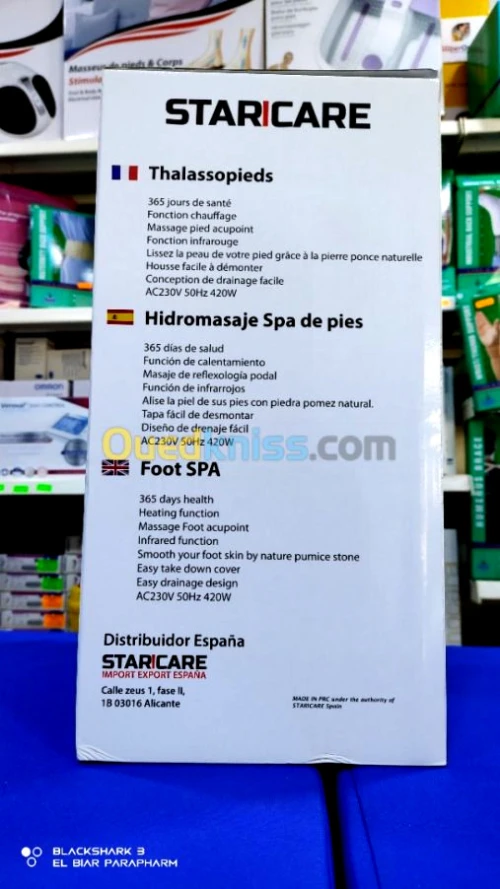 Masseur de pieds & Corps
STARICARE
Thalassopieds
365 jours de santé
Fonction chauffage
Massage pied acupoint
Fonction infrarouge
Lissez la peau de votre pied grâce à la pierre ponce naturelle
Housse facile à démonter
Conception de drainage facile
AC230V 50Hz 420W
Hidromasaje Spa de pies
365 días de salud
Función de calentamiento
Masaje de reflexología podal
Función de infrarrojos
Alise la piel de sus pies con piedra pomez natural.
Tapa fácil de desmontar
Diseño de drenaje fácil
AC230V 50Hz 420W
Ouedkniss.com
Foot SPA
365 days health
Heating function
Massage Foot acupoint
Infrared function
Smooth your foot skin by nature pumice stone
Easy take down cover
Easy drainage design
AC230V 50Hz 420W
Distribuidor España
STARICARE
IMPORT EXPORT ESPAÑA
Calle zeus 1, fase II,
1B 03016 Alicante
MADE IN PRC under the authority of
STARICARE Spain
OMRON
BLACKSHARK 3
EL BIAR PARAPHARM